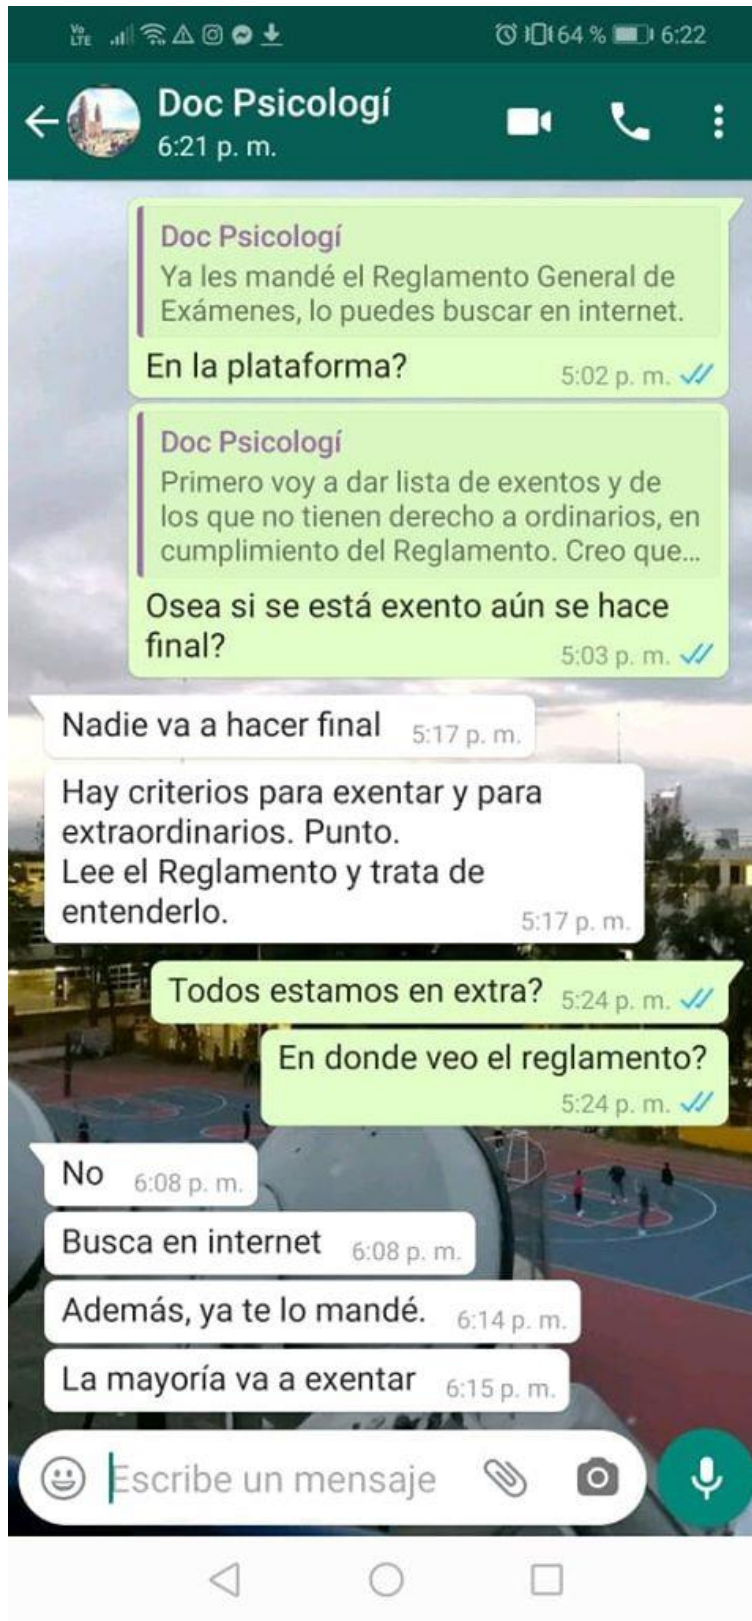 Vo LTE 64 % 6:22
Doc Psicologí
6:21 p. m.
Doc Psicologí
Ya les mandé el Reglamento General de
Exámenes, lo puedes buscar en internet.
En la plataforma? 5:02 p. m.
Doc Psicologí
Primero voy a dar lista de exentos y de
los que no tienen derecho a ordinarios, en
cumplimiento del Reglamento. Creo que...
Osea si se está exento aún se hace
final? 5:03 p. m.
Nadie va a hacer final 5:17 p. m.
Hay criterios para exentar y para
extraordinarios. Punto.
Lee el Reglamento y trata de
entenderlo. 5:17 p. m.
Todos estamos en extra? 5:24 p. m.
En donde veo el reglamento?
5:24 p. m.
No 6:08 p. m.
Busca en internet 6:08 p. m.
Además, ya te lo mandé. 6:14 p. m.
La mayoría va a exentar 6:15 p. m.
Escribe un mensaje